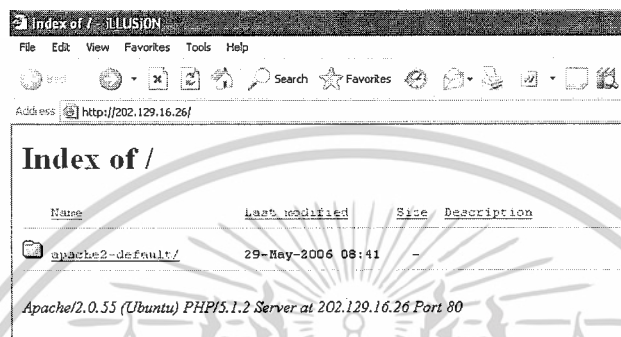 Index of / - iLLUSiON
File Edit View Favorites Tools Help
Search Favorites
Address http://202.129.16.26/
Index of /
Name Last modified Size Description
apache2-default/ 29-May-2006 08:41 -
Apache/2.0.55 (Ubuntu) PHP/5.1.2 Server at 202.129.16.26 Port 80